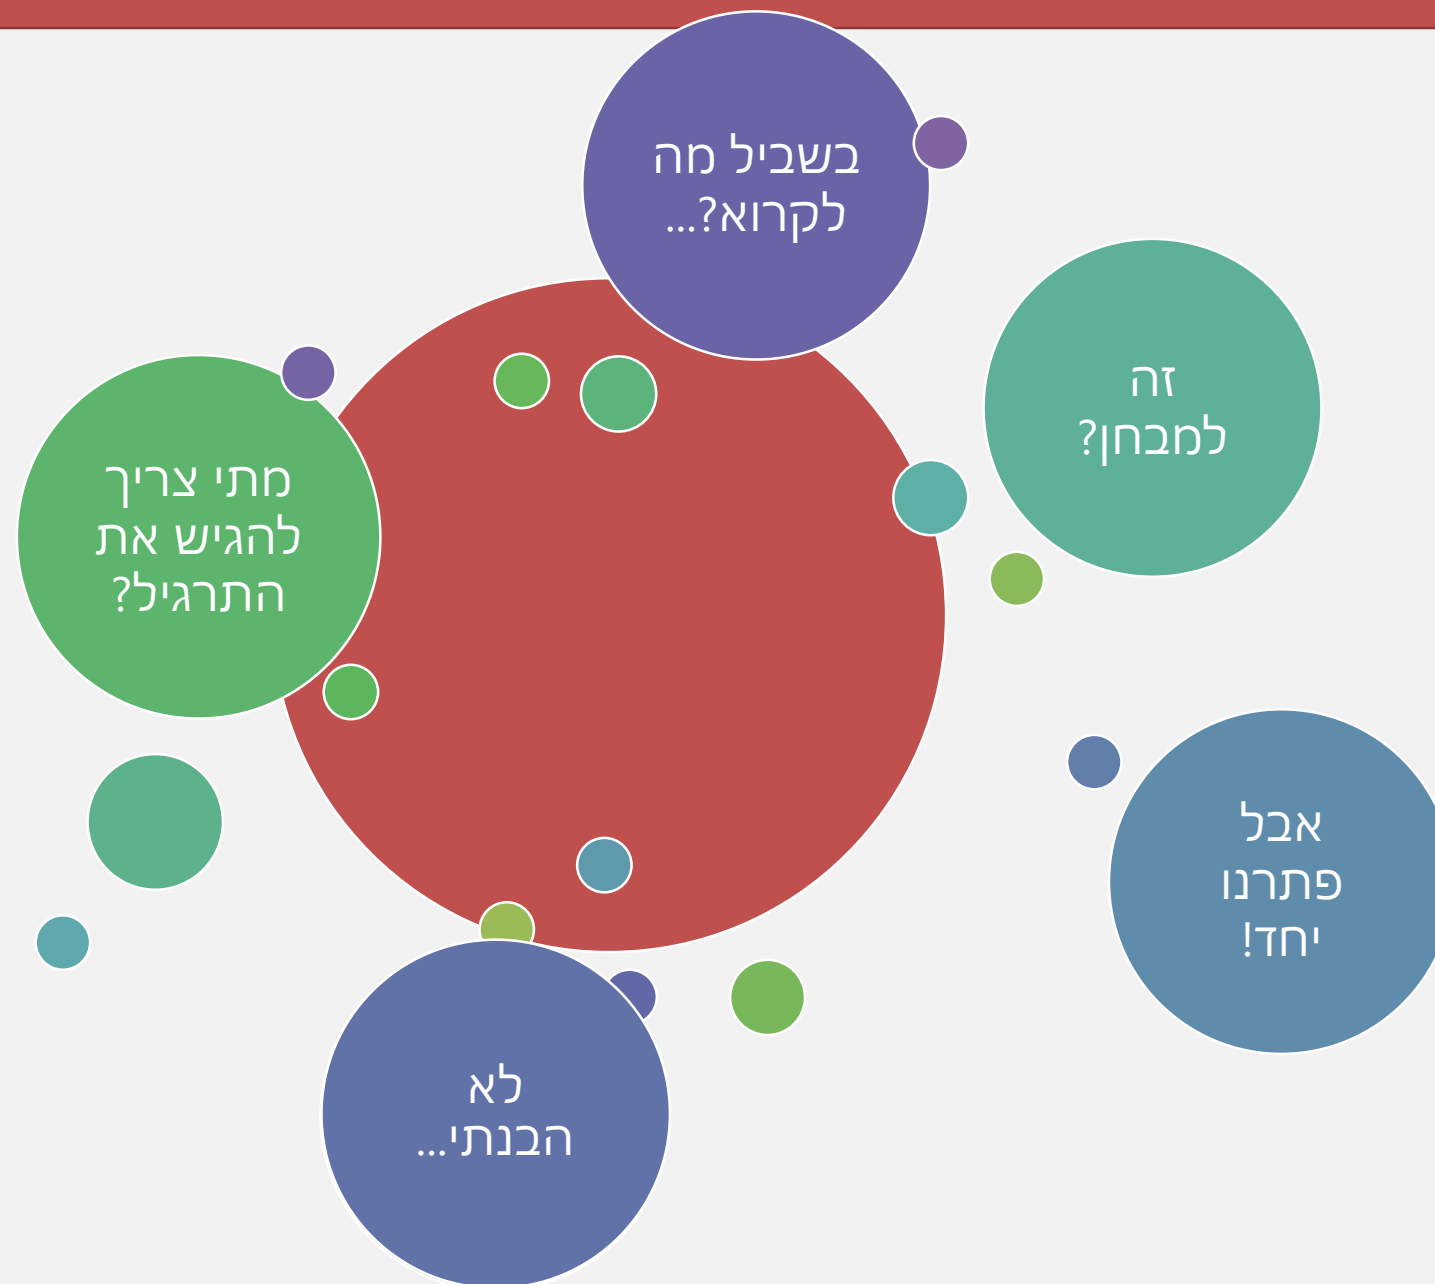 בשביל מה
לקרוא?...
זה
למבחן?
מתי צריך
להגיש את
התרגיל?
אבל
פתרנו
יחד!
לא
הבנתי...